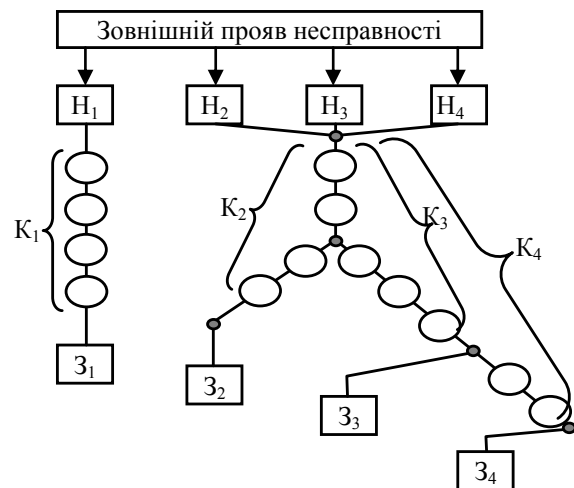 Зовнішній прояв несправності
Н₁ Н₂ Н₃ Н₄
К₁
К₂
К₃
К₄
З₁
З₂
З₃
З₄